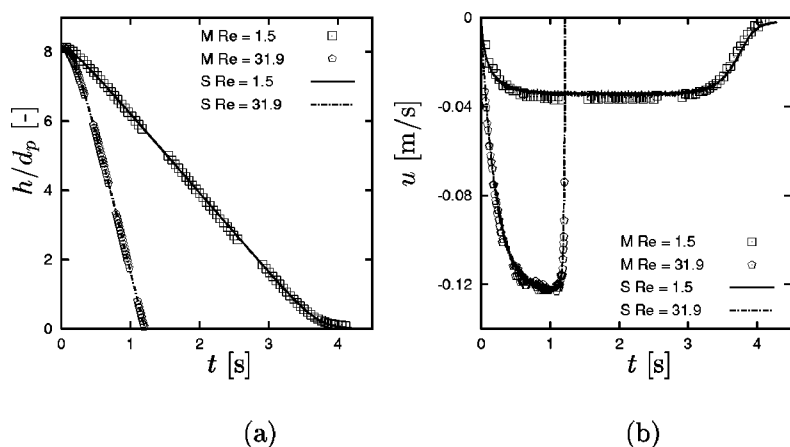 8
6
4
2
0
h/d_p [-]
M Re = 1.5
M Re = 31.9
S Re = 1.5
S Re = 31.9
0 1 2 3 4
t [s]
(a)
0
-0.04
-0.08
-0.12
u [m/s]
M Re = 1.5
M Re = 31.9
S Re = 1.5
S Re = 31.9
0 1 2 3 4
t [s]
(b)